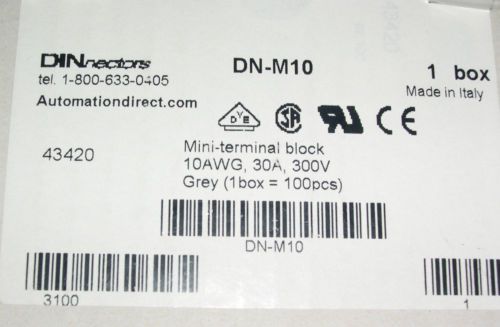 DINnectors
DN-M10
1 box
tel. 1-800-633-0405
Made in Italy
Automationdirect.com
43420
Mini-terminal block
10AWG, 30A, 300V
Grey (1box = 100pcs)
DN-M10
3100
1